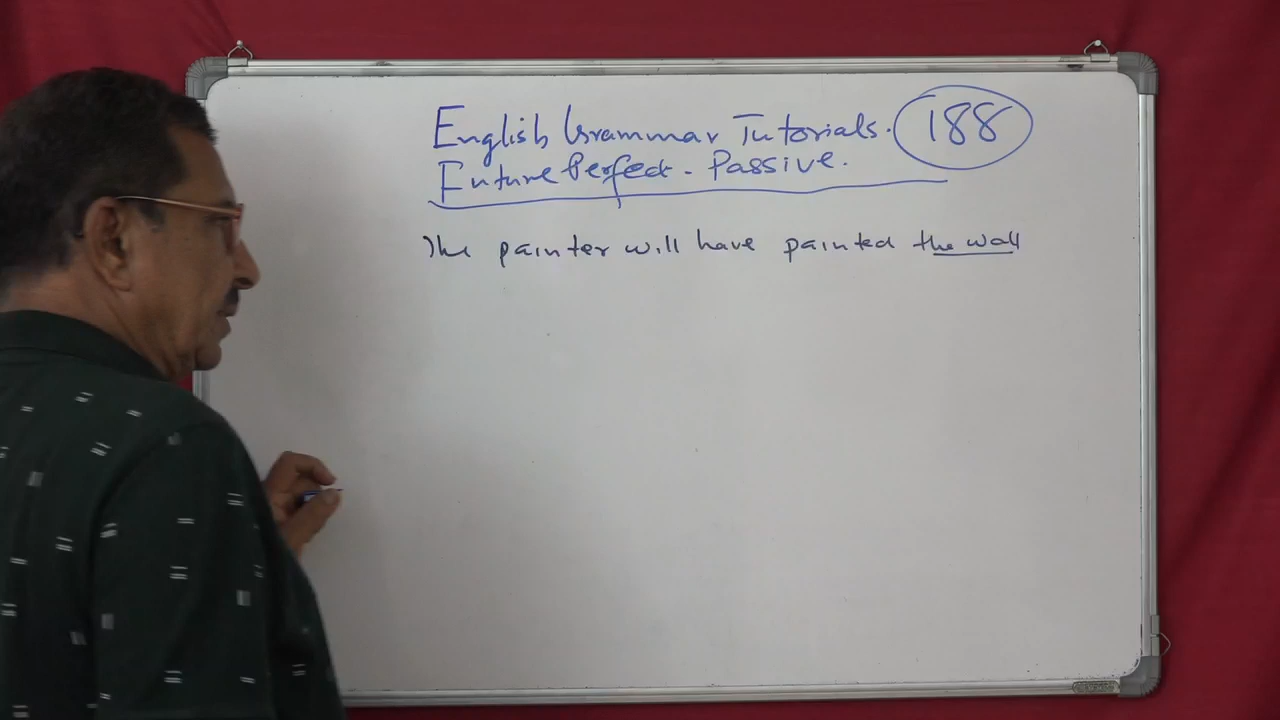 English Grammar Tutorials. 188
Future Perfect - Passive.
The painter will have painted the wall